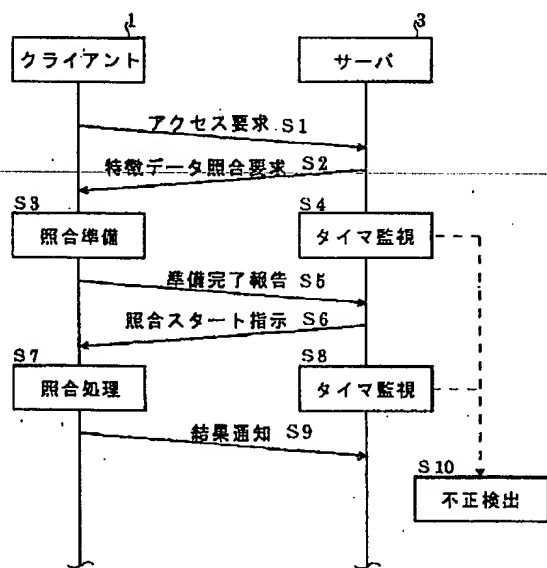 1
3
クライアント
サーバ
アクセス要求 S1
特徴データ照合要求 S2
S3
S4
照合準備
タイマ監視
準備完了報告 S5
照合スタート指示 S6
S7
S8
照合処理
タイマ監視
結果通知 S9
S10
不正検出